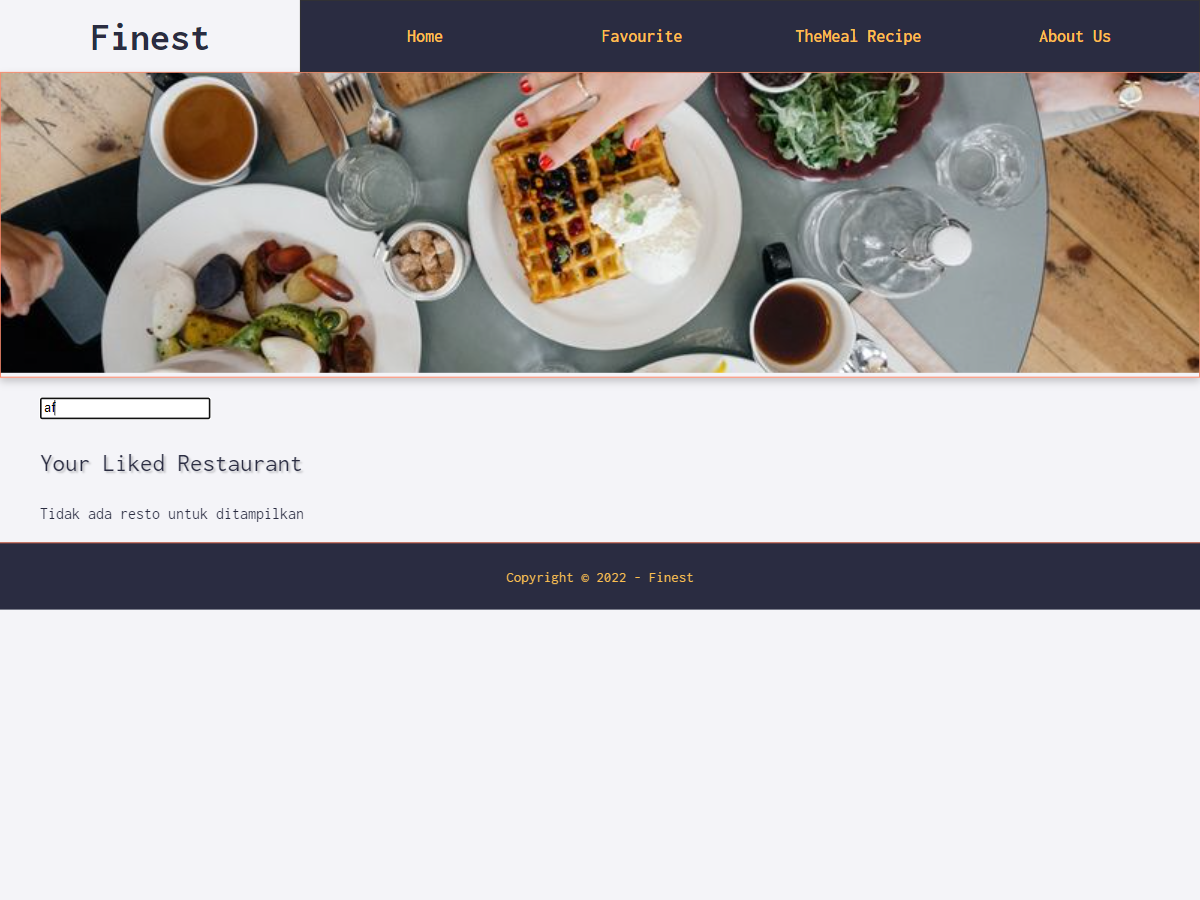 Finest
Home
Favourite
TheMeal Recipe
About Us
af
Your Liked Restaurant
Tidak ada resto untuk ditampilkan
Copyright © 2022 - Finest